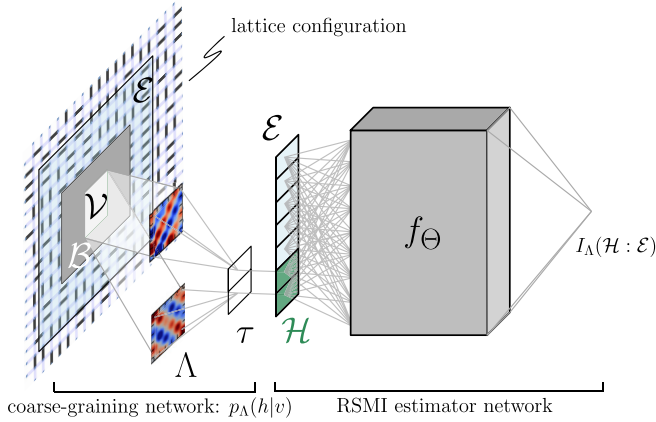 lattice configuration
ℰ
ℰ
𝒱
ℬ
f_Θ
I_Λ(ℋ : ℰ)
τ
ℋ
Λ
coarse-graining network: p_Λ(h|v)
RSMI estimator network